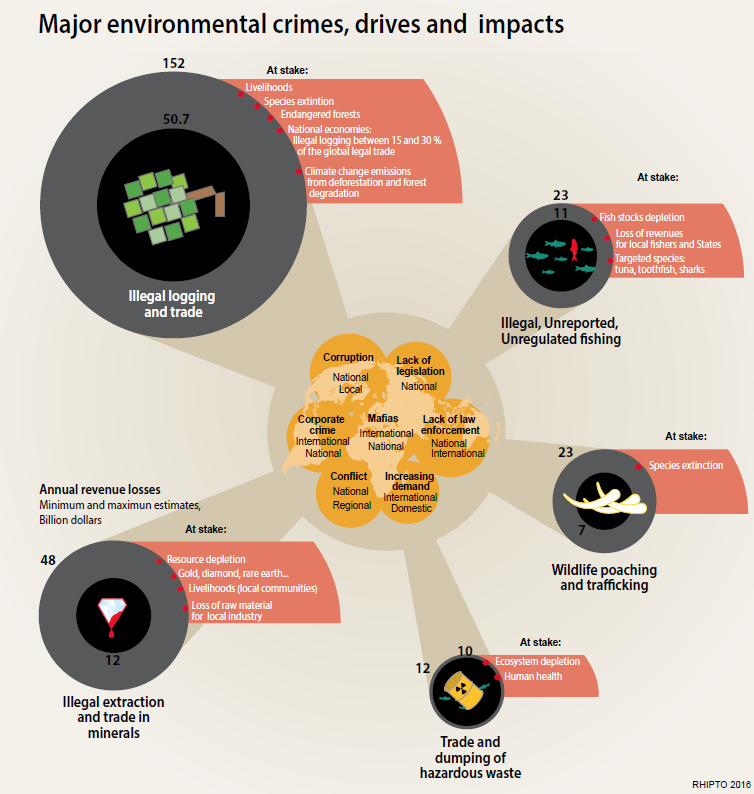 Major environmental crimes, drives and impacts
152
50.7
Illegal logging
and trade
At stake:
Livelihoods
Species extintion
Endangered forests
National economies:
Illegal logging between 15 and 30 %
of the global legal trade
Climate change emissions
from deforestation and forest
degradation
23
11
Illegal, Unreported,
Unregulated fishing
At stake:
Fish stocks depletion
Loss of revenues
for local fishers and States
Targeted species:
tuna, toothfish, sharks
Corruption
National
Local
Lack of
legislation
National
Corporate
crime
International
National
Mafias
International
National
Lack of law
enforcement
National
International
Conflict
National
Regional
Increasing
demand
International
Domestic
23
7
Wildlife poaching
and trafficking
At stake:
Species extinction
Annual revenue losses
Minimum and maximun estimates,
Billion dollars
48
12
Illegal extraction
and trade in
minerals
At stake:
Resource depletion
Gold, diamond, rare earth...
Livelihoods (local communities)
Loss of raw material
for local industry
12
10
Trade and
dumping of
hazardous waste
At stake:
Ecosystem depletion
Human health
RHIPTO 2016